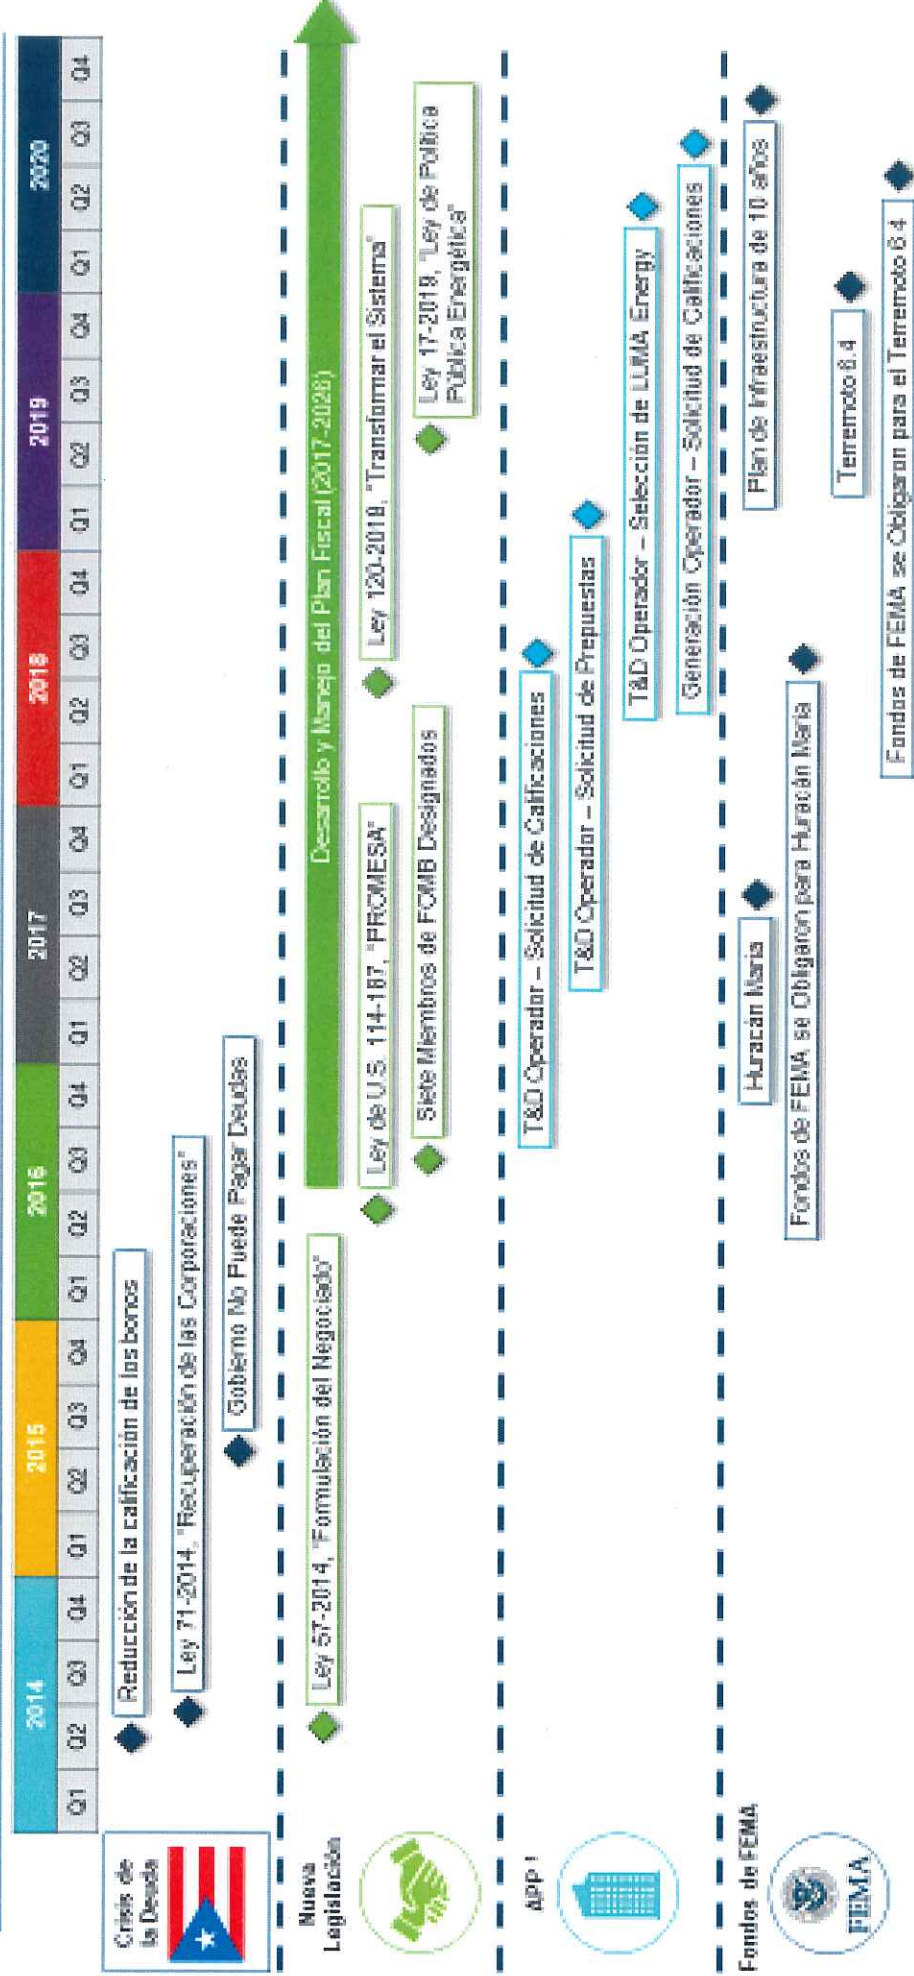 2014 2015 2016 2017 2018 2019 2020
Q1 Q2 Q3 Q4 Q1 Q2 Q3 Q4 Q1 Q2 Q3 Q4 Q1 Q2 Q3 Q4 Q1 Q2 Q3 Q4 Q1 Q2 Q3 Q4 Q1 Q2 Q3 Q4
Crisis de
la Deuda
Reducción de la calificación de los bonos
Ley 71-2014, "Recuperación de las Corporaciones"
Gobierno No Puede Pagar Deudas
Nueva
Legislación
Desarrollo y Manejo del Plan Fiscal (2017-2026)
Ley 57-2014, "Formulación del Negociado"
Ley de U.S. 114-187, "PROMESA"
Ley 120-2018, "Transformar el Sistema"
Siete Miembros de FOMB Designados
Ley 17-2019, "Ley de Política
Pública Energética"
APP ¹
T&D Operador – Solicitud de Calificaciones
T&D Operador – Solicitud de Prepuestas
T&D Operador – Selección de LUMA Energy
Generación Operador – Solicitud de Calificaciones
Fondos de FEMA
FEMA
Huracán Maria
Plan de Infraestructura de 10 años
Fondos de FEMA se Obligaron para Huracán Maria
Terremoto 6.4
Fondos de FEMA se Obligaron para el Terremoto 6.4